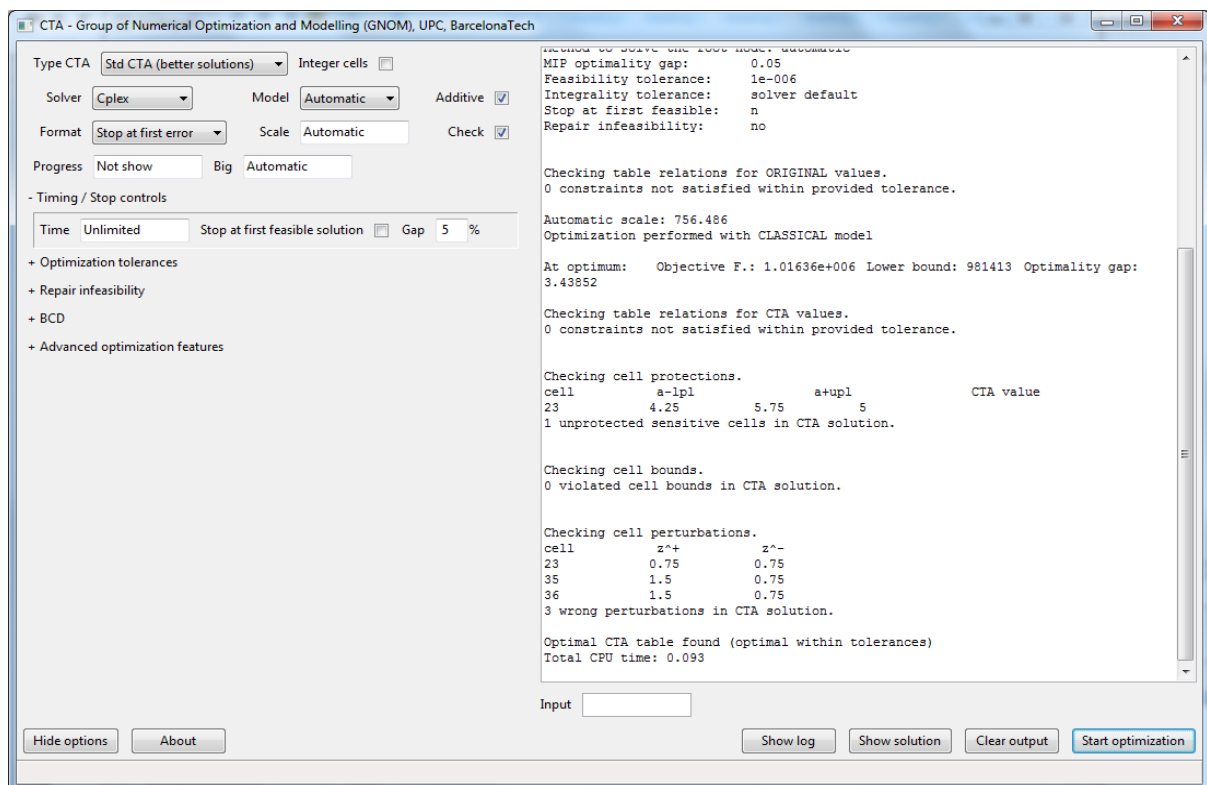 CTA - Group of Numerical Optimization and Modelling (GNOM), UPC, BarcelonaTech
Type CTA Std CTA (better solutions) Integer cells
Solver Cplex Model Automatic Additive
Format Stop at first error Scale Automatic Check
Progress Not show Big Automatic
- Timing / Stop controls
Time Unlimited Stop at first feasible solution Gap 5 %
+ Optimization tolerances
+ Repair infeasibility
+ BCD
+ Advanced optimization features
Method to solve the root node: automatic
MIP optimality gap: 0.05
Feasibility tolerance: 1e-006
Integrality tolerance: solver default
Stop at first feasible: n
Repair infeasibility: no
Checking table relations for ORIGINAL values.
0 constraints not satisfied within provided tolerance.
Automatic scale: 756.486
Optimization performed with CLASSICAL model
At optimum: Objective F.: 1.01636e+006 Lower bound: 981413 Optimality gap:
3.43852
Checking table relations for CTA values.
0 constraints not satisfied within provided tolerance.
Checking cell protections.
cell a-lpl a+upl CTA value
23 4.25 5.75 5
1 unprotected sensitive cells in CTA solution.
Checking cell bounds.
0 violated cell bounds in CTA solution.
Checking cell perturbations.
cell z^+ z^-
23 0.75 0.75
35 1.5 0.75
36 1.5 0.75
3 wrong perturbations in CTA solution.
Optimal CTA table found (optimal within tolerances)
Total CPU time: 0.093
Input
Hide options About Show log Show solution Clear output Start optimization